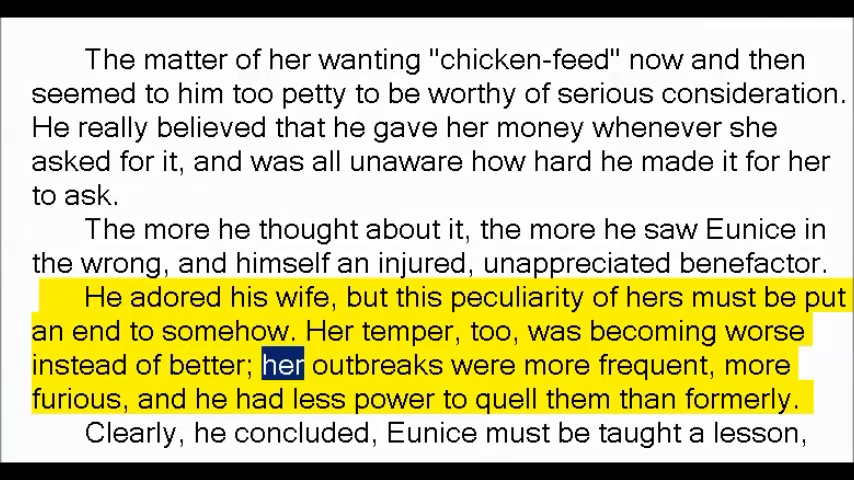 The matter of her wanting "chicken-feed" now and then
seemed to him too petty to be worthy of serious consideration.
He really believed that he gave her money whenever she
asked for it, and was all unaware how hard he made it for her
to ask.
The more he thought about it, the more he saw Eunice in
the wrong, and himself an injured, unappreciated benefactor.
He adored his wife, but this peculiarity of hers must be put
an end to somehow. Her temper, too, was becoming worse
instead of better; her outbreaks were more frequent, more
furious, and he had less power to quell them than formerly.
Clearly, he concluded, Eunice must be taught a lesson,